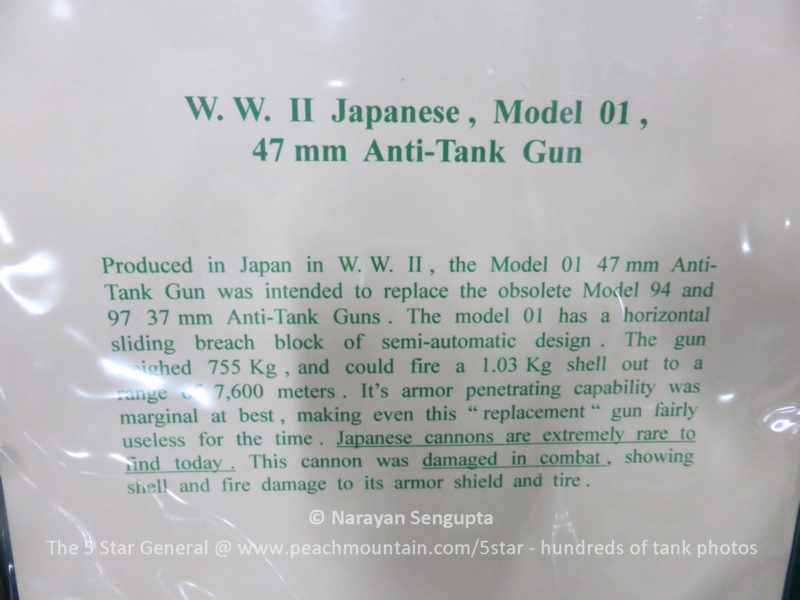 W. W. II Japanese , Model 01 ,
47 mm Anti-Tank Gun
Produced in Japan in W. W. II , the Model 01 47 mm Anti-
Tank Gun was intended to replace the obsolete Model 94 and
97 37 mm Anti-Tank Guns . The model 01 has a horizontal
sliding breach block of semi-automatic design . The gun
weighed 755 Kg , and could fire a 1.03 Kg shell out to a
range of 7,600 meters . It's armor penetrating capability was
marginal at best , making even this “ replacement “ gun fairly
useless for the time . Japanese cannons are extremely rare to
find today . This cannon was damaged in combat , showing
shell and fire damage to its armor shield and tire .
© Narayan Sengupta
The 5 Star General @ www.peachmountain.com/5star - hundreds of tank photos